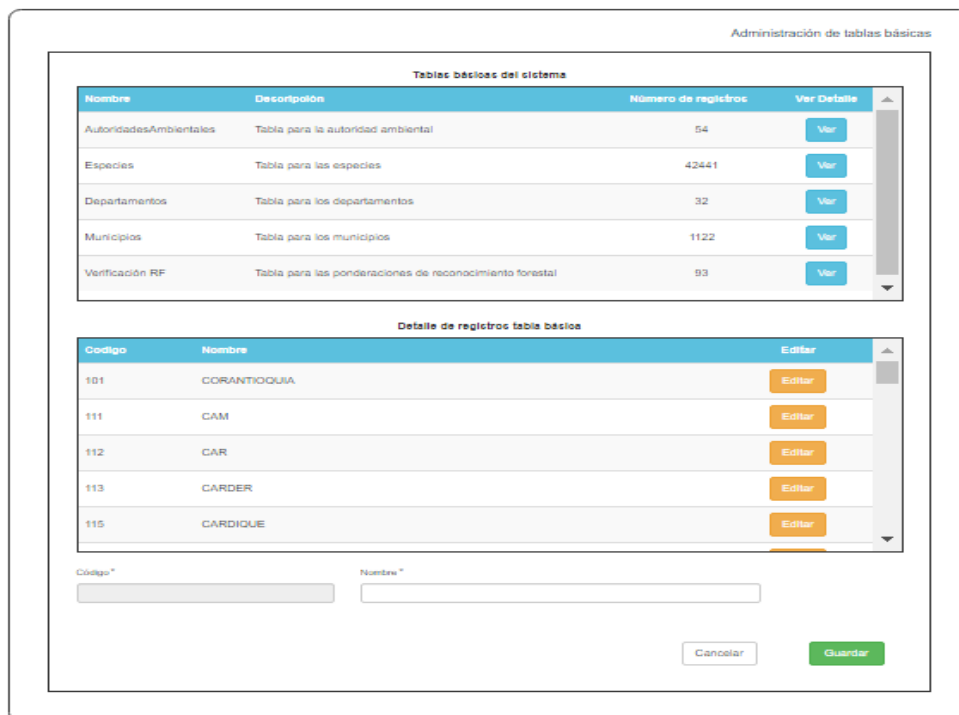 Administración de tablas básicas
Tablas básicas del sistema
Nombre Descripción Número de registros Ver Detalle
AutoridadesAmbientales Tabla para la autoridad ambiental 54 Ver
Especies Tabla para las especies 42441 Ver
Departamentos Tabla para los departamentos 32 Ver
Municipios Tabla para los municipios 1122 Ver
Verificación RF Tabla para las ponderaciones de reconocimiento forestal 93 Ver
Detalle de registros tabla básica
Codigo Nombre Editar
101 CORANTIOQUIA Editar
111 CAM Editar
112 CAR Editar
113 CARDER Editar
115 CARDIQUE Editar
Código * Nombre *
Cancelar Guardar